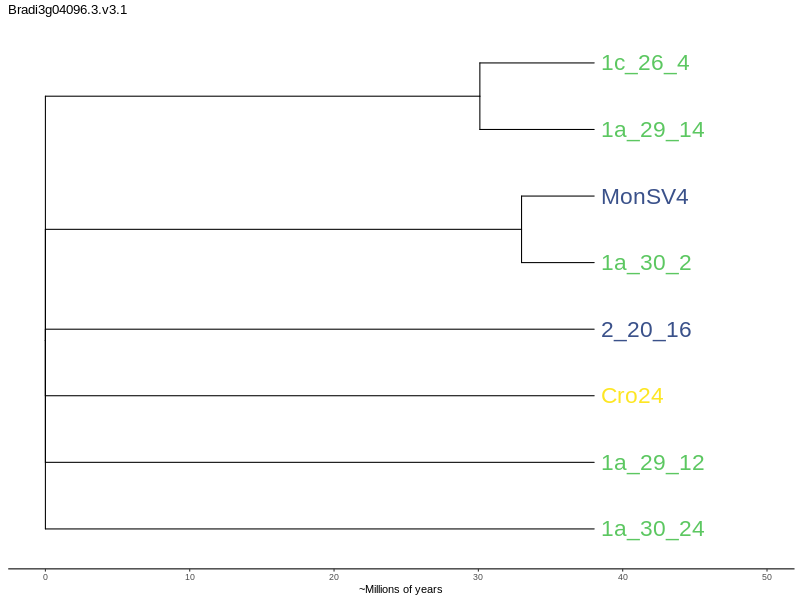 Bradi3g04096.3.v3.1
1c_26_4
1a_29_14
MonSV4
1a_30_2
2_20_16
Cro24
1a_29_12
1a_30_24
0 10 20 30 40 50
~Millions of years